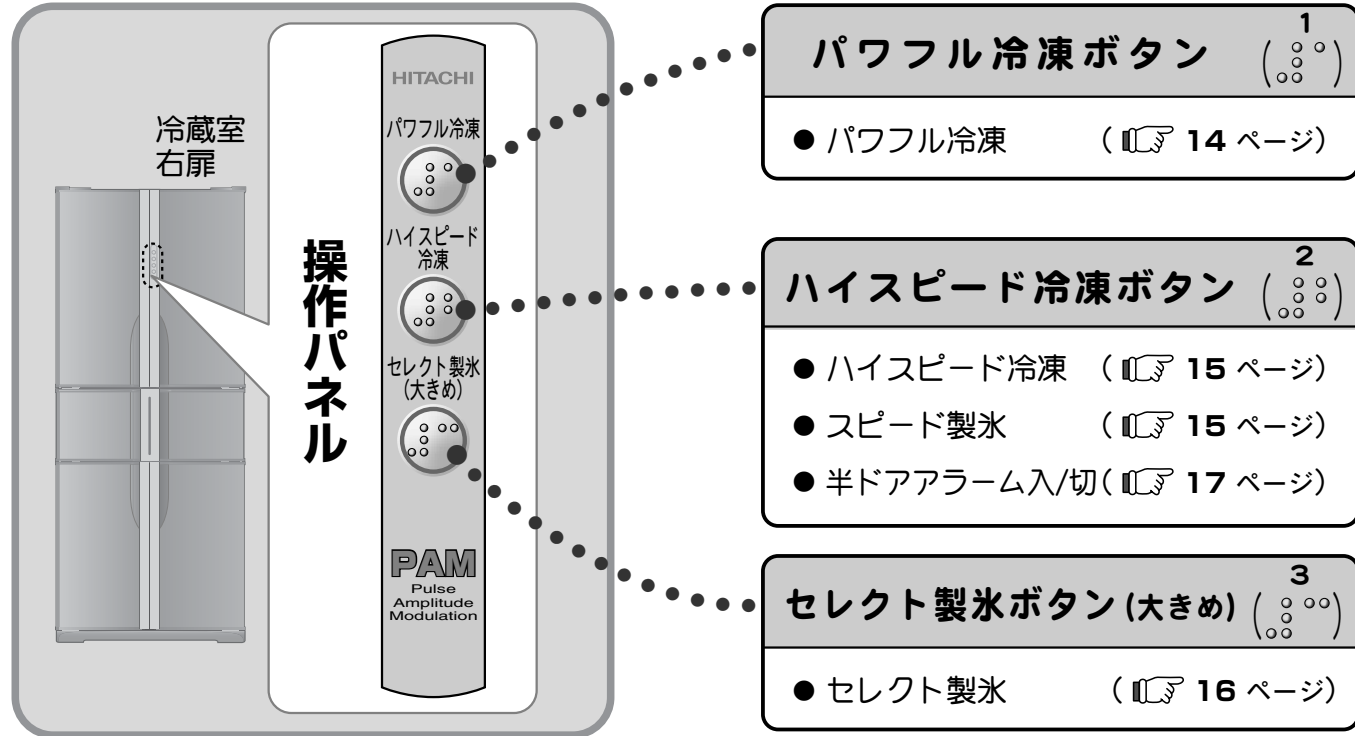 冷蔵室
右扉
操作パネル
HITACHI
パワフル冷凍
ハイスピード
冷凍
セレクト製氷
(大きめ)
PAM
Pulse
Amplitude
Modulation
パワフル冷凍ボタン ( 1 ⠼⠁ )
● パワフル冷凍 ( 14 ページ)
ハイスピード冷凍ボタン ( 2 ⠼⠃ )
● ハイスピード冷凍 ( 15 ページ)
● スピード製氷 ( 15 ページ)
● 半ドアアラーム入/切( 17 ページ)
セレクト製氷ボタン(大きめ) ( 3 ⠼⠉ )
● セレクト製氷 ( 16 ページ)